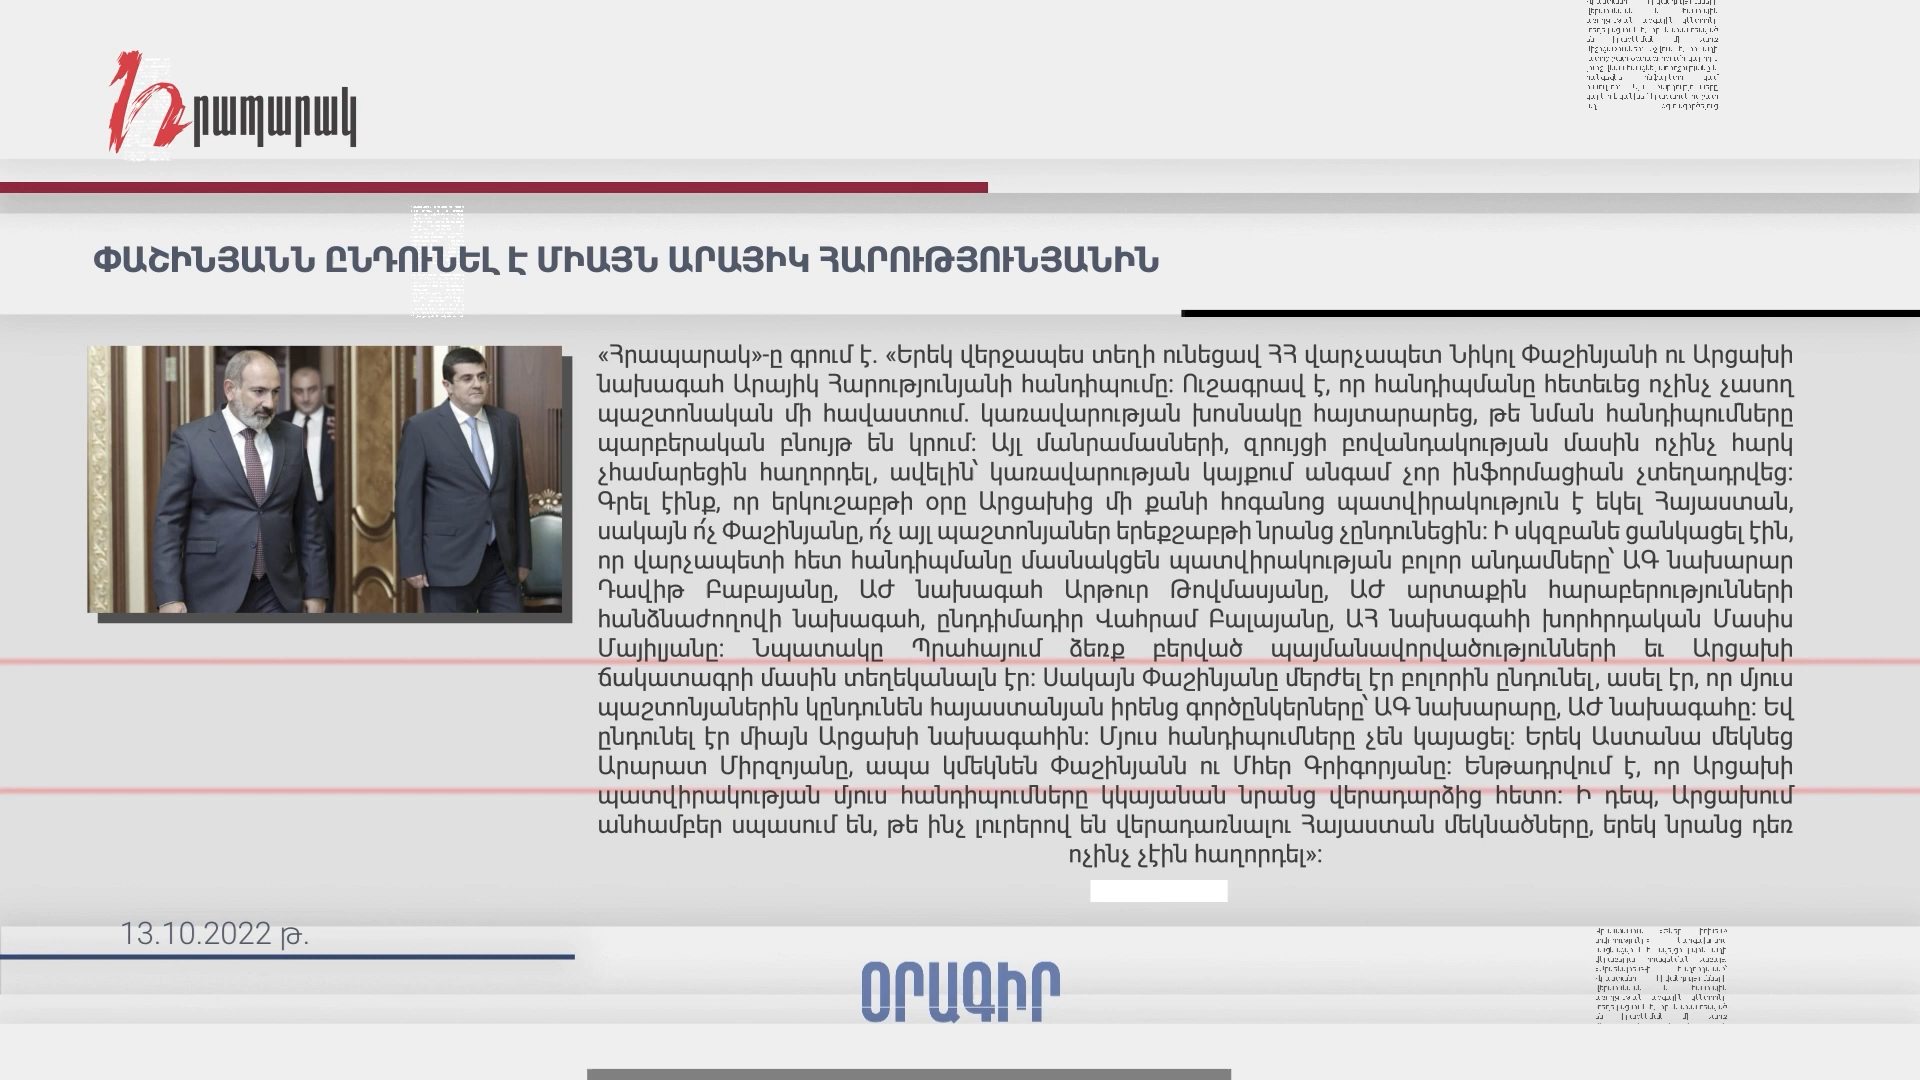 Հրապարակ
ՓԱՇԻՆՅԱՆՆ ԸՆԴՈՒՆԵԼ Է ՄԻԱՅՆ ԱՐԱՅԻԿ ՀԱՐՈՒԹՅՈՒՆՅԱՆԻՆ
«Հրապարակ»-ը գրում է. «Երեկ վերջապես տեղի ունեցավ ՀՀ վարչապետ Նիկոլ Փաշինյանի ու Արցախի
նախագահ Արայիկ Հարությունյանի հանդիպումը: Ուշագրավ է, որ հանդիպմանը հետեւեց ոչինչ չասող
պաշտոնական մի հավաստում. կառավարության խոսնակը հայտարարեց, թե նման հանդիպումները
պարբերական բնույթ են կրում: Այլ մանրամասների, զրույցի բովանդակության մասին ոչինչ հարկ
չհամարեցին հաղորդել, ավելին՝ կառավարության կայքում անգամ չոր ինֆորմացիան չտեղադրվեց:
Գրել էինք, որ երկուշաբթի օրը Արցախից մի քանի հոգանոց պատվիրակություն է եկել Հայաստան,
սակայն ո՛չ Փաշինյանը, ո՛չ այլ պաշտոնյաներ երեքշաբթի նրանց չընդունեցին: Ի սկզբանե ցանկացել էին,
որ վարչապետի հետ հանդիպմանը մասնակցեն պատվիրակության բոլոր անդամները՝ ԱԳ նախարար
Դավիթ Բաբայանը, ԱԺ նախագահ Արթուր Թովմասյանը, ԱԺ արտաքին հարաբերությունների
հանձնաժողովի նախագահ, ընդդիմադիր Վահրամ Բալայանը, ԱՀ նախագահի խորհրդական Մասիս
Մայիլյանը: Նպատակը Պրահայում ձեռք բերված պայմանավորվածությունների եւ Արցախի
ճակատագրի մասին տեղեկանալն էր: Սակայն Փաշինյանը մերժել էր բոլորին ընդունել, ասել էր, որ մյուս
պաշտոնյաներին կընդունեն հայաստանյան իրենց գործընկերները՝ ԱԳ նախարարը, ԱԺ նախագահը: Եվ
ընդունել էր միայն Արցախի նախագահին: Մյուս հանդիպումները չեն կայացել: Երեկ Աստանա մեկնեց
Արարատ Միրզոյանը, ապա կմեկնեն Փաշինյանն ու Մհեր Գրիգորյանը: Ենթադրվում է, որ Արցախի
պատվիրակության մյուս հանդիպումները կկայանան նրանց վերադարձից հետո: Ի դեպ, Արցախում
անհամբեր սպասում են, թե ինչ լուրերով են վերադառնալու Հայաստան մեկնածները, երեկ նրանց դեռ
ոչինչ չէին հաղորդել»:
13.10.2022 թ.
ՕՐԱԳԻՐ